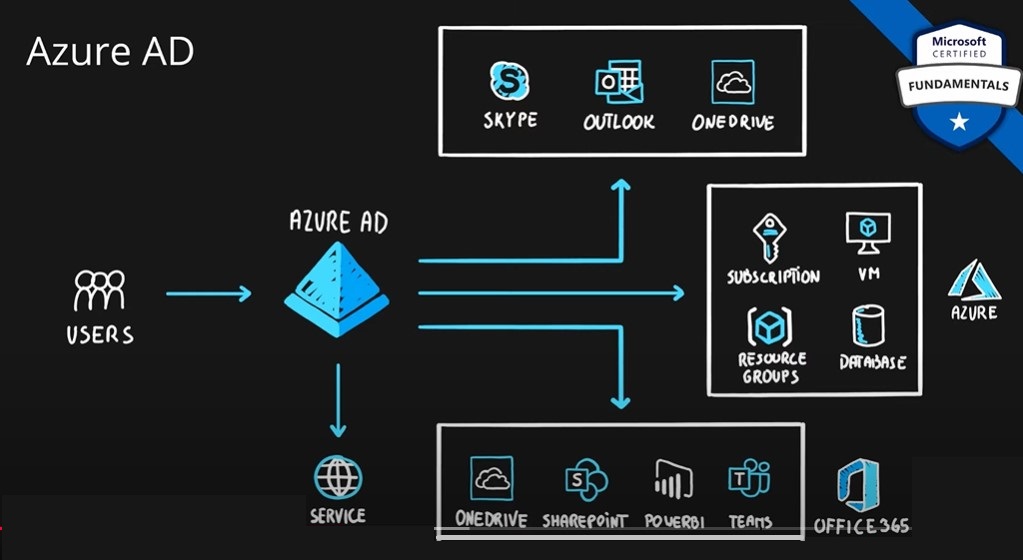 Azure AD
Microsoft
CERTIFIED
FUNDAMENTALS
SKYPE
OUTLOOK
ONEDRIVE
AZURE AD
USERS
SUBSCRIPTION
VM
RESOURCE
GROUPS
DATABASE
AZURE
SERVICE
ONEDRIVE
SHAREPOINT
POWERBI
TEAMS
OFFICE365